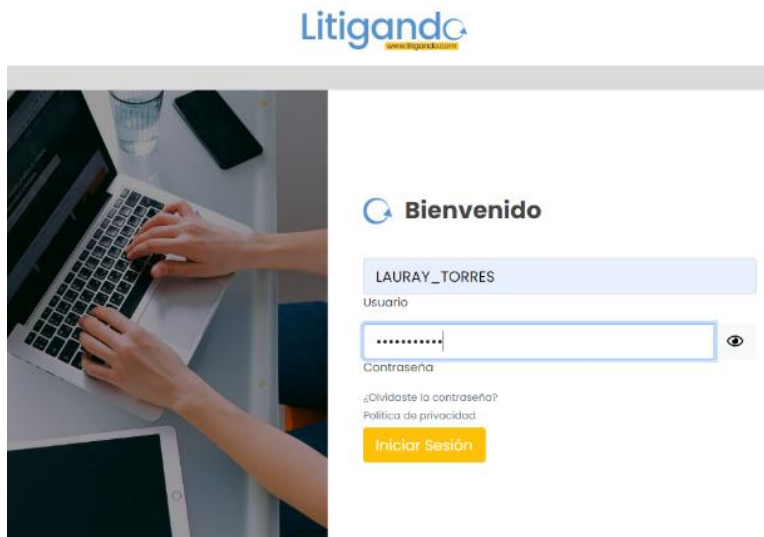 Litigando
www.litigando.com
Bienvenido
LAURAY_TORRES
Usuario
•••••••••••
Contraseña
¿Olvidaste la contraseña?
Política de privacidad
Iniciar Sesión